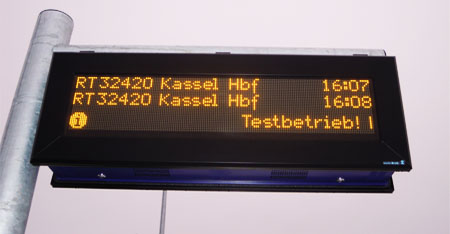 RT32420 Kassel Hbf 16:07
RT32420 Kassel Hbf 16:08
Testbetrieb!